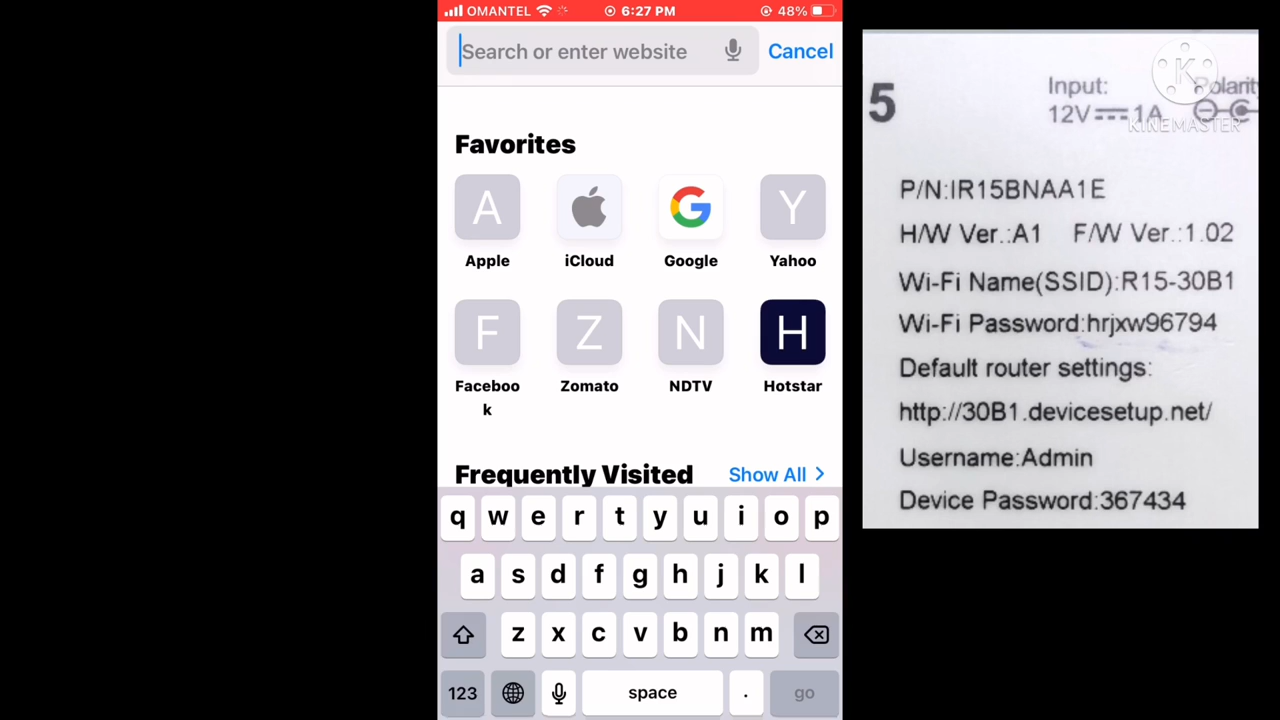 OMANTEL 6:27 PM 48%
Search or enter website Cancel
Favorites
A G Y
Apple iCloud Google Yahoo
F Z N H
Faceboo
k Zomato NDTV Hotstar
Frequently Visited Show All >
q w e r t y u i o p
a s d f g h j k l
z x c v b n m
123 space . go
5 Input: Polarit
12V 1A
K
KINEMASTER
P/N:IR15BNAA1E
H/W Ver.:A1 F/W Ver.:1.02
Wi-Fi Name(SSID):R15-30B1
Wi-Fi Password:hrjxw96794
Default router settings:
http://30B1.devicesetup.net/
Username:Admin
Device Password:367434